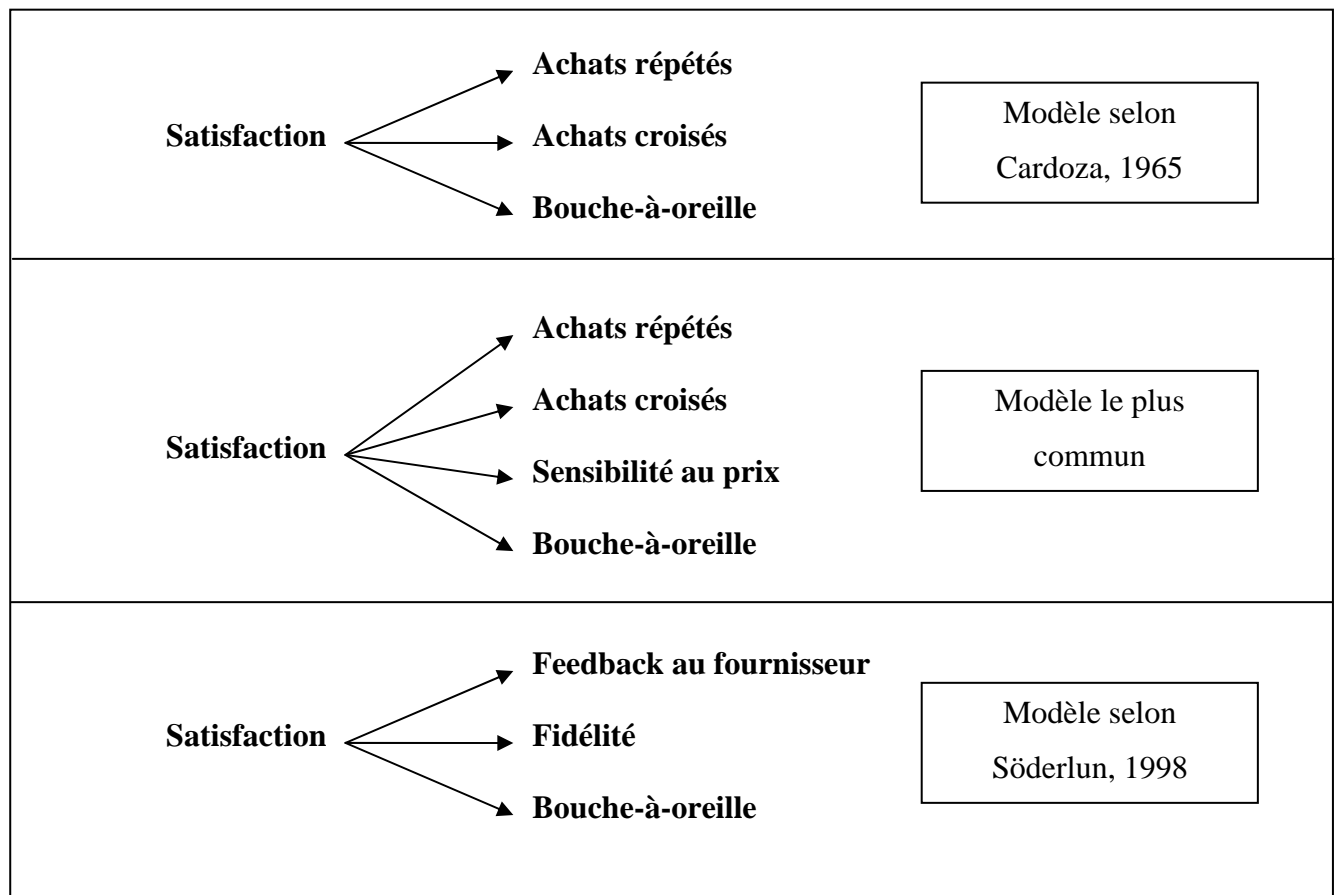 Achats répétés
Satisfaction
Achats croisés
Bouche-à-oreille
Modèle selon
Cardoza, 1965
Achats répétés
Achats croisés
Satisfaction
Sensibilité au prix
Bouche-à-oreille
Modèle le plus
commun
Feedback au fournisseur
Satisfaction
Fidélité
Bouche-à-oreille
Modèle selon
Söderlun, 1998